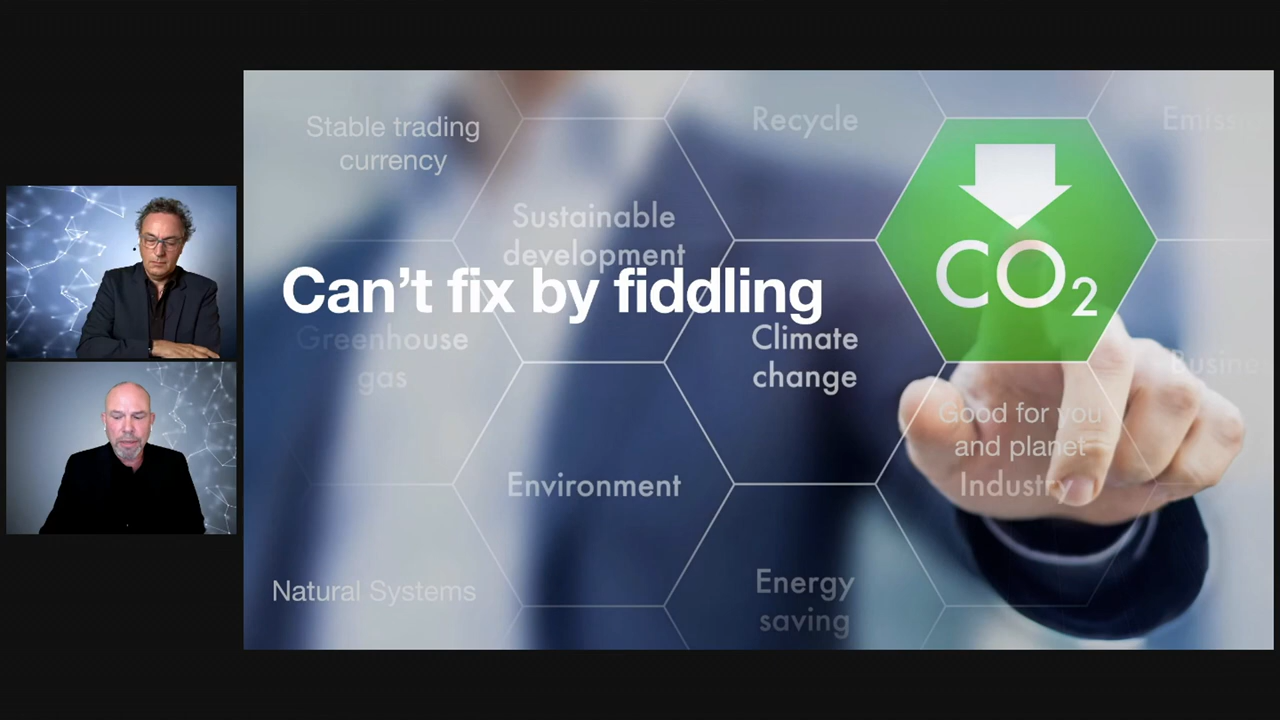 Stable trading
currency
Recycle
Sustainable
development
CO2
Can't fix by fiddling
Greenhouse
gas
Climate
change
Good for you
and planet
Industry
Environment
Natural Systems
Energy
saving